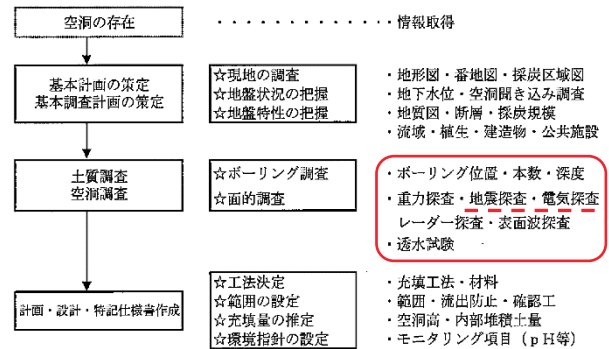 空洞の存在 ・・・・・・・・・・・・・情報取得
基本計画の策定
基本調査計画の策定
☆現地の調査
☆地盤状況の把握
☆地盤特性の把握
・地形図・番地図・採炭区域図
・地下水位・空洞聞き込み調査
・地質図・断層・採炭規模
・流域・植生・建造物・公共施設
土質調査
空洞調査
☆ボーリング調査
☆面的調査
・ボーリング位置・本数・深度
・重力探査・地震探査・電気探査
レーダー探査・表面波探査
・透水試験
計画・設計・特記仕様書作成
☆工法決定
☆範囲の設定
☆充填量の推定
☆環境指針の設定
・充填工法・材料
・範囲・流出防止・確認工
・空洞高・内部堆積土量
・モニタリング項目（ｐＨ等）